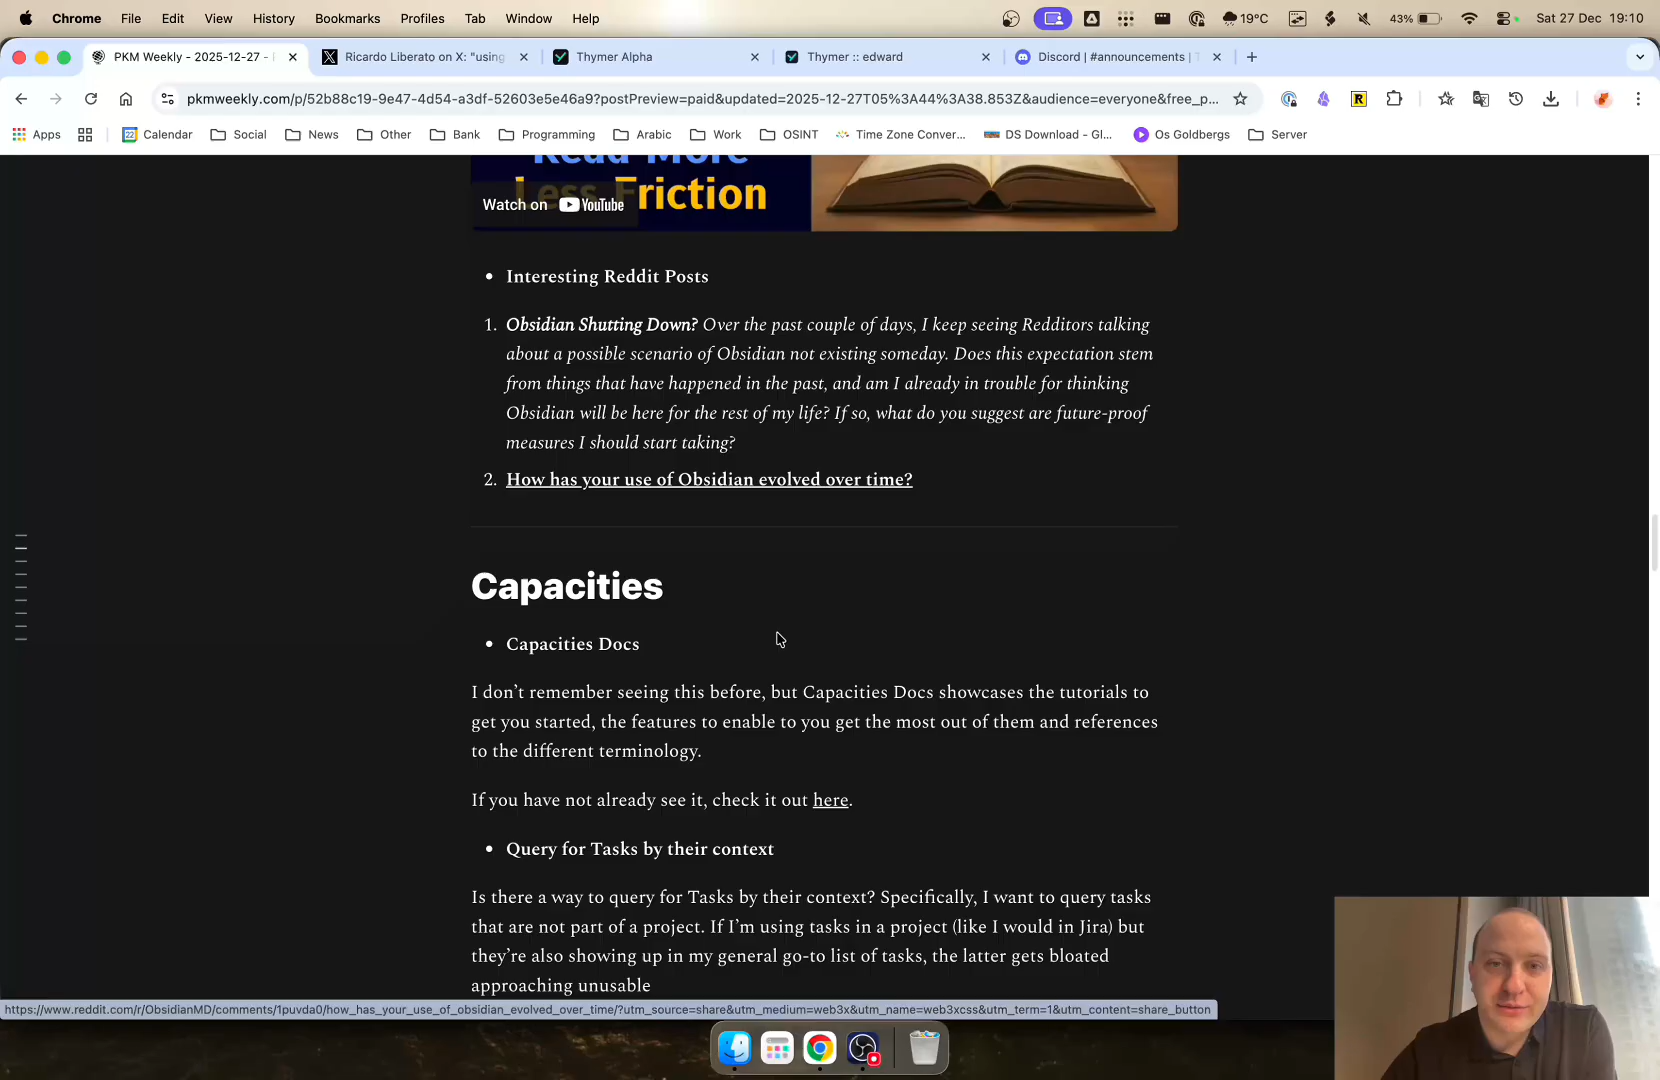 Chrome File Edit View History Bookmarks Profiles Tab Window Help 19°C 43% Sat 27 Dec 19:10
PKM Weekly - 2025-12-27 - Ricardo Liberato on X: "using Thymer Alpha Thymer :: edward Discord | #announcements |
pkmweekly.com/p/52b88c19-9e47-4d54-a3df-52603e5e46a9?postPreview=paid&updated=2025-12-27T05%3A44%3A38.853Z&audience=everyone&free_p...
Apps Calendar Social News Other Bank Programming Arabic Work OSINT Time Zone Conver... DS Download - Gl... Os Goldbergs Server
Read More
Less Friction
Watch on YouTube
• Interesting Reddit Posts
1. Obsidian Shutting Down? Over the past couple of days, I keep seeing Redditors talking
about a possible scenario of Obsidian not existing someday. Does this expectation stem
from things that have happened in the past, and am I already in trouble for thinking
Obsidian will be here for the rest of my life? If so, what do you suggest are future-proof
measures I should start taking?
2. How has your use of Obsidian evolved over time?
Capacities
• Capacities Docs
I don't remember seeing this before, but Capacities Docs showcases the tutorials to
get you started, the features to enable to you get the most out of them and references
to the different terminology.
If you have not already see it, check it out here.
• Query for Tasks by their context
Is there a way to query for Tasks by their context? Specifically, I want to query tasks
that are not part of a project. If I'm using tasks in a project (like I would in Jira) but
they're also showing up in my general go-to list of tasks, the latter gets bloated
approaching unusable
https://www.reddit.com/r/ObsidianMD/comments/1puvda0/how_has_your_use_of_obsidian_evolved_over_time/?utm_source=share&utm_medium=web3x&utm_name=web3xcss&utm_term=1&utm_content=share_button